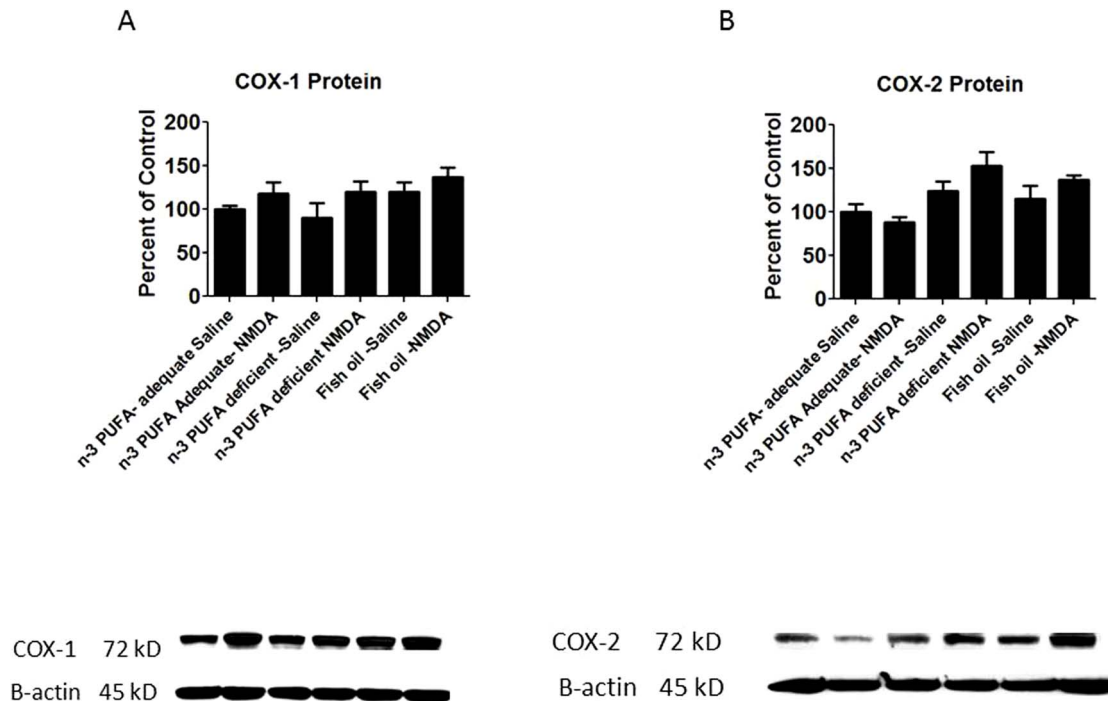 A
COX-1 Protein
Percent of Control
200
150
100
50
0
n-3 PUFA- adequate Saline
n-3 PUFA Adequate- NMDA
n-3 PUFA deficient -Saline
n-3 PUFA deficient NMDA
Fish oil -Saline
Fish oil -NMDA
COX-1 72 kD
B-actin 45 kD
B
COX-2 Protein
Percent of Control
200
150
100
50
0
n-3 PUFA- adequate Saline
n-3 PUFA Adequate- NMDA
n-3 PUFA deficient -Saline
n-3 PUFA deficient NMDA
Fish oil -Saline
Fish oil -NMDA
COX-2 72 kD
B-actin 45 kD